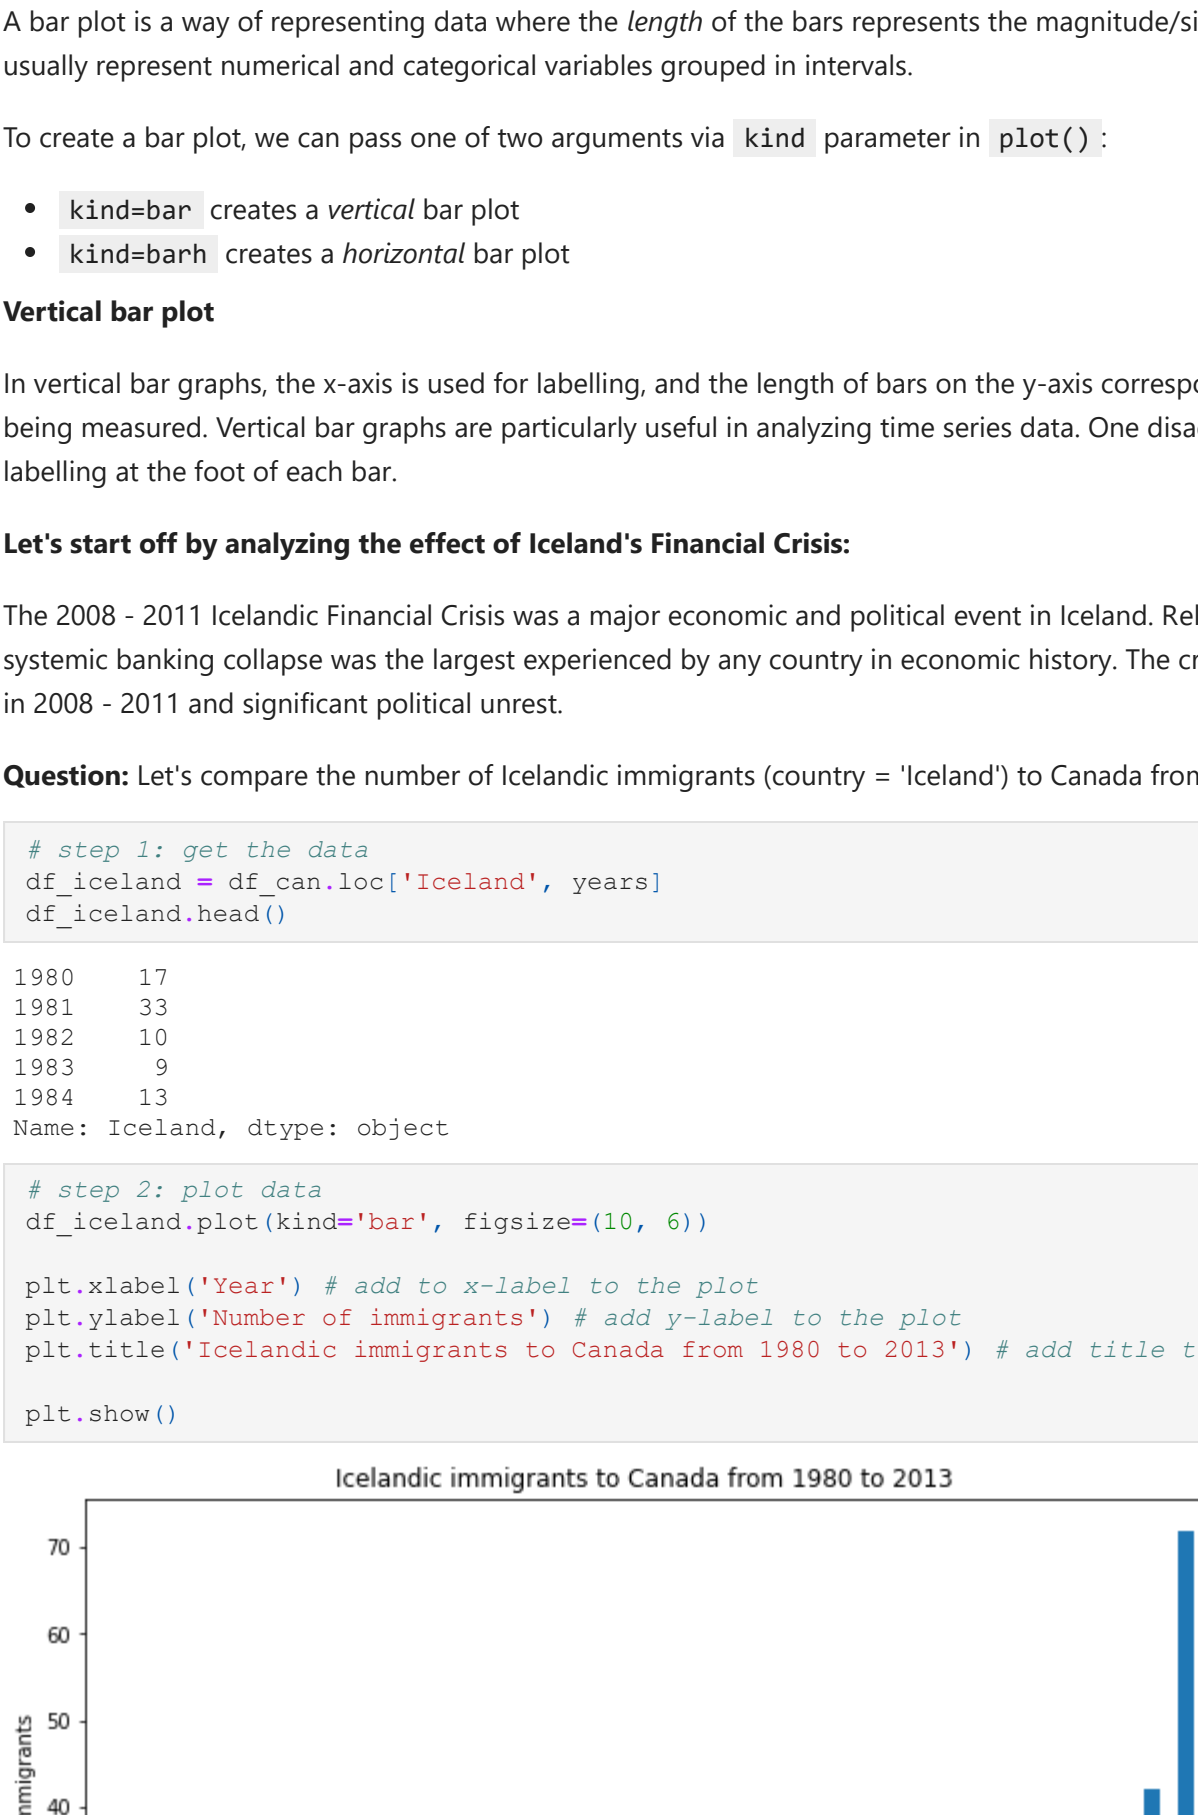 A bar plot is a way of representing data where the length of the bars represents the magnitude/si
usually represent numerical and categorical variables grouped in intervals.
To create a bar plot, we can pass one of two arguments via kind parameter in plot():
• kind=bar creates a vertical bar plot
• kind=barh creates a horizontal bar plot
Vertical bar plot
In vertical bar graphs, the x-axis is used for labelling, and the length of bars on the y-axis correspo
being measured. Vertical bar graphs are particularly useful in analyzing time series data. One disa
labelling at the foot of each bar.
Let's start off by analyzing the effect of Iceland's Financial Crisis:
The 2008 - 2011 Icelandic Financial Crisis was a major economic and political event in Iceland. Rel
systemic banking collapse was the largest experienced by any country in economic history. The cr
in 2008 - 2011 and significant political unrest.
Question: Let's compare the number of Icelandic immigrants (country = 'Iceland') to Canada from
# step 1: get the data
df_iceland = df_can.loc['Iceland', years]
df_iceland.head()
1980 17
1981 33
1982 10
1983 9
1984 13
Name: Iceland, dtype: object
# step 2: plot data
df_iceland.plot(kind='bar', figsize=(10, 6))
plt.xlabel('Year') # add to x-label to the plot
plt.ylabel('Number of immigrants') # add y-label to the plot
plt.title('Icelandic immigrants to Canada from 1980 to 2013') # add title t
plt.show()
Icelandic immigrants to Canada from 1980 to 2013
70
60
50
40